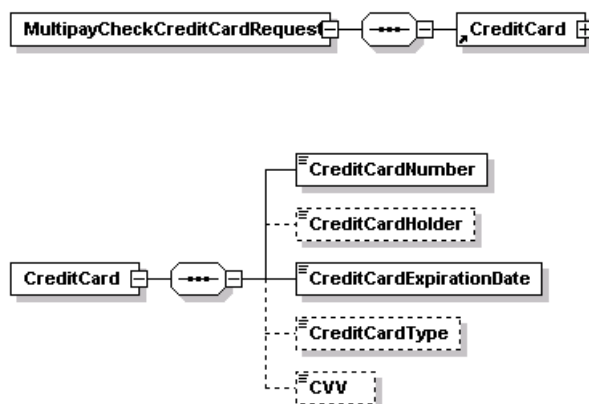 MultipayCheckCreditCardRequest CreditCard
CreditCardNumber
CreditCardHolder
CreditCard CreditCardExpirationDate
CreditCardType
CVV